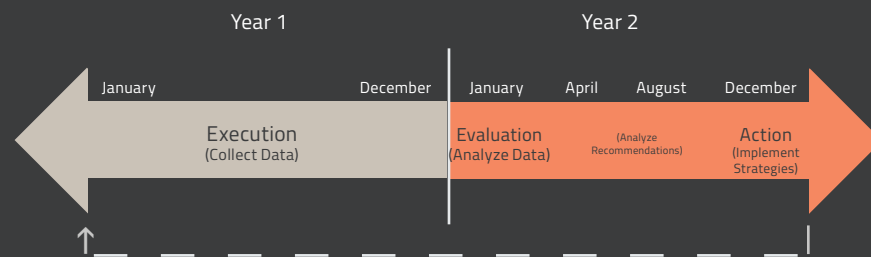 Year 1
Year 2
January
December
January
April
August
December
Execution
(Collect Data)
Evaluation
(Analyze Data)
(Analyze
Recommendations)
Action
(Implement
Strategies)